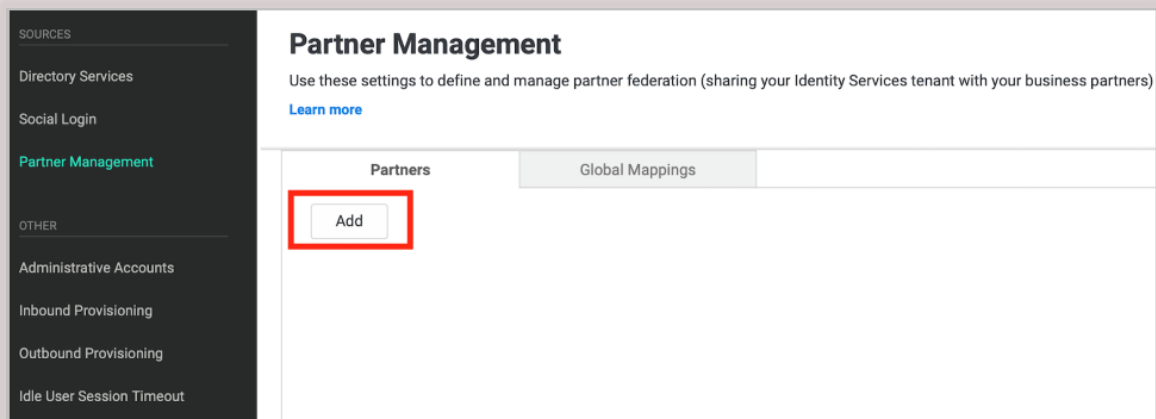 SOURCES
Directory Services
Social Login
Partner Management
OTHER
Administrative Accounts
Inbound Provisioning
Outbound Provisioning
Idle User Session Timeout
Partner Management
Use these settings to define and manage partner federation (sharing your Identity Services tenant with your business partners)
Learn more
Partners
Global Mappings
Add